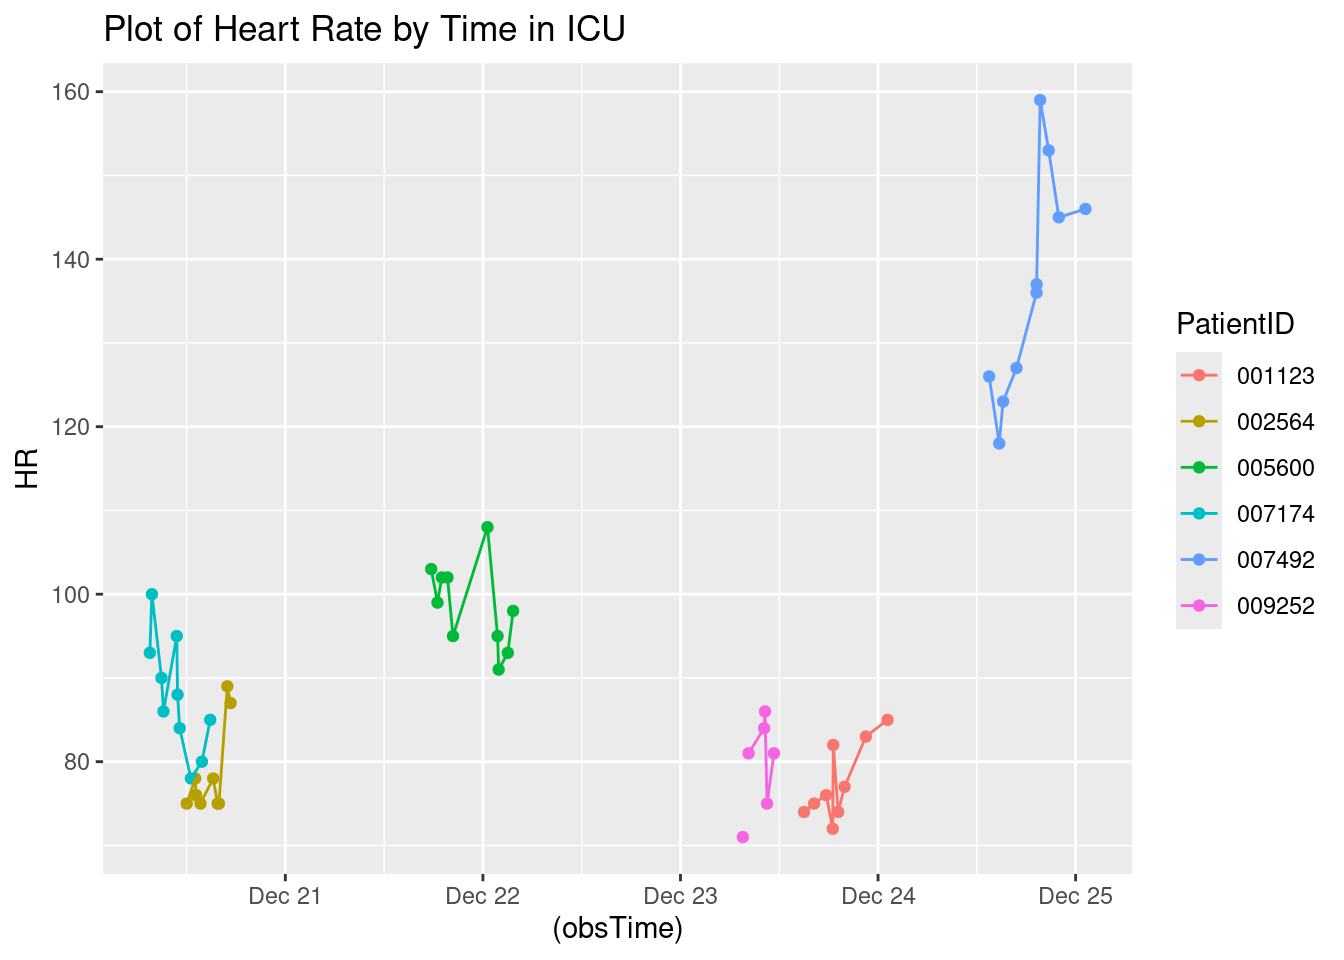 Plot of Heart Rate by Time in ICU
160
140
120
100
80
HR
Dec 21
Dec 22
Dec 23
Dec 24
Dec 25
(obsTime)
PatientID
001123
002564
005600
007174
007492
009252